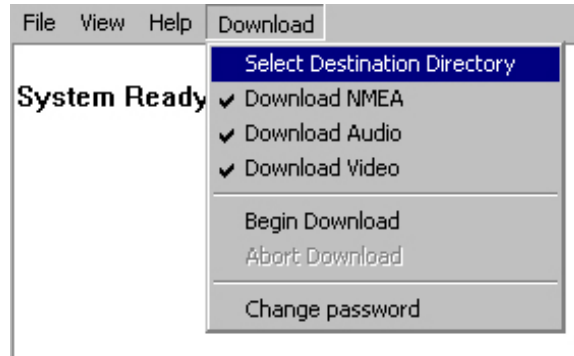 File View Help Download
Select Destination Directory
System Ready
Download NMEA
Download Audio
Download Video
Begin Download
Abort Download
Change password